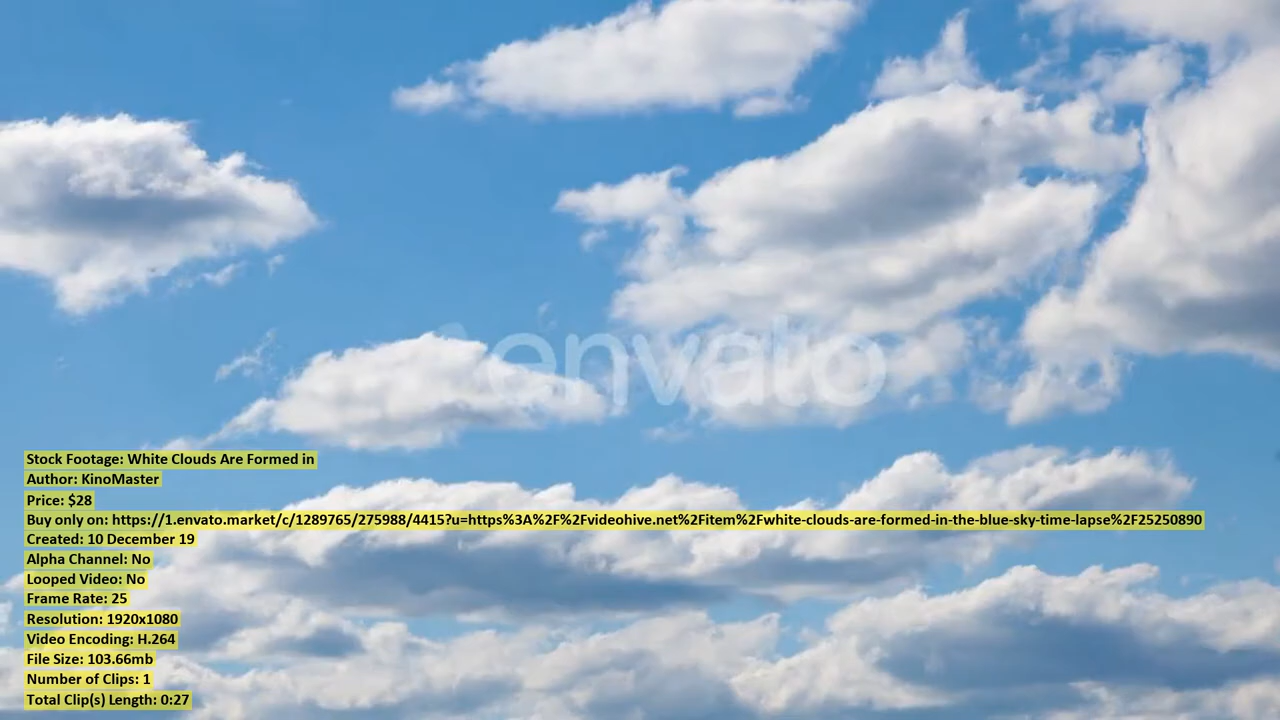 envato
Stock Footage: White Clouds Are Formed in
Author: KinoMaster
Price: $28
Buy only on: https://1.envato.market/c/1289765/275988/4415?u=https%3A%2F%2Fvideohive.net%2Fitem%2Fwhite-clouds-are-formed-in-the-blue-sky-time-lapse%2F25250890
Created: 10 December 19
Alpha Channel: No
Looped Video: No
Frame Rate: 25
Resolution: 1920x1080
Video Encoding: H.264
File Size: 103.66mb
Number of Clips: 1
Total Clip(s) Length: 0:27